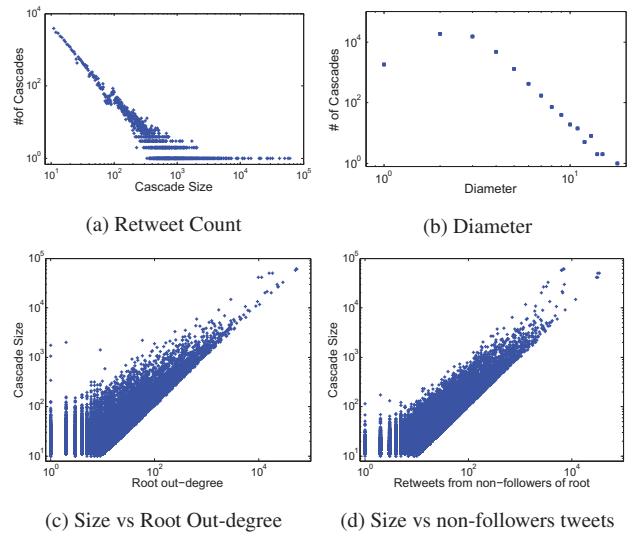 10^4
10^2
10^0
#of Cascades
10^1 10^2 10^3 10^4 10^5
Cascade Size
(a) Retweet Count
10^4
10^2
10^0
# of Cascades
10^0 10^1
Diameter
(b) Diameter
10^5
10^4
10^3
10^2
10^1
Cascade Size
10^0 10^2 10^4
Root out-degree
(c) Size vs Root Out-degree
10^5
10^4
10^3
10^2
10^1
Cascade Size
10^0 10^2 10^4
Retweets from non-followers of root
(d) Size vs non-followers tweets